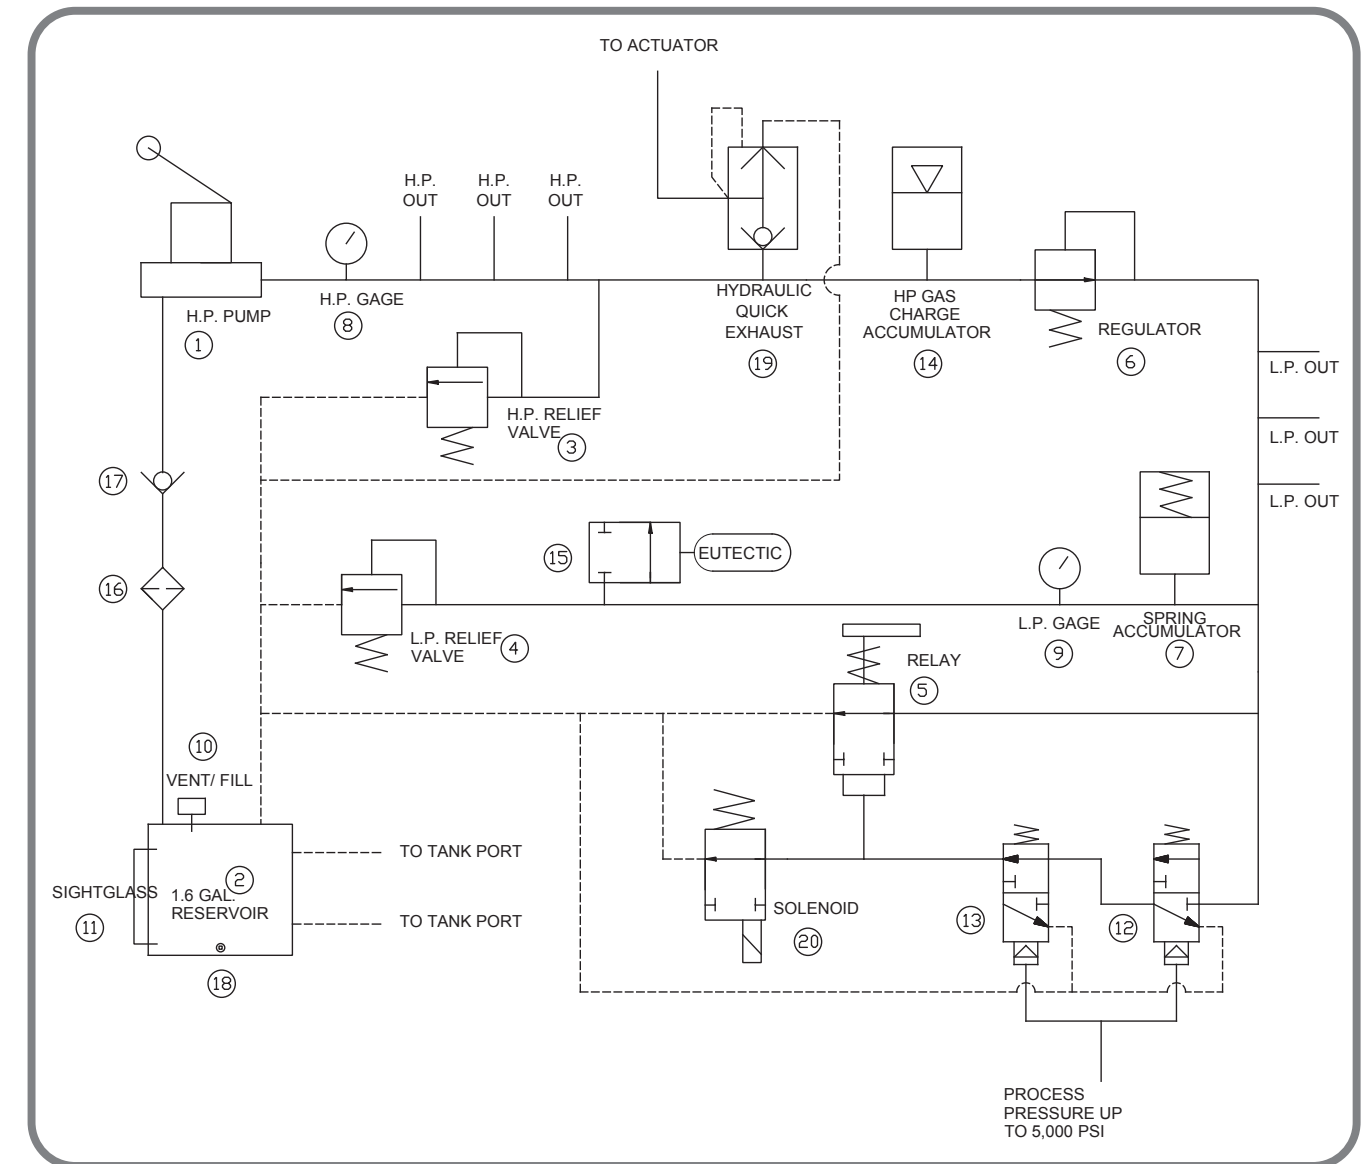 TO ACTUATOR
H.P.
OUT
H.P.
OUT
H.P.
OUT
H.P. GAGE
8
H.P. PUMP
1
HYDRAULIC
QUICK
EXHAUST
19
HP GAS
CHARGE
ACCUMULATOR
14
REGULATOR
6
L.P. OUT
L.P. OUT
L.P. OUT
H.P. RELIEF
VALVE
3
17
16
15
EUTECTIC
L.P. RELIEF
VALVE
4
L.P. GAGE
9
SPRING
ACCUMULATOR
7
RELAY
5
10
VENT/ FILL
SIGHTGLASS
11
2
1.6 GAL.
RESERVOIR
18
TO TANK PORT
TO TANK PORT
SOLENOID
20
13
12
PROCESS
PRESSURE UP
TO 5,000 PSI